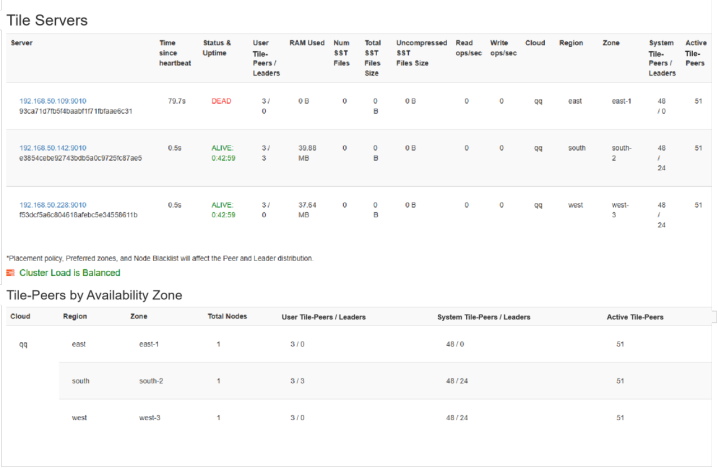 Tile Servers
Server Time since heartbeat Status & Uptime User Tile-Peers / Leaders RAM Used Num SST Files Total SST Files Size Uncompressed SST Files Size Read ops/sec Write ops/sec Cloud Region Zone System Tile-Peers / Leaders Active Tile-Peers
192.168.50.109:9010 79.7s DEAD 3 / 0 0 B 0 0 B 0 B 0 0 qq east east-1 48 / 0 51
93ca71d7fb5f4baabf1f71fbfaae6c31
192.168.50.142:9010 0.5s ALIVE: 0:42:59 3 / 3 39.88 MB 0 0 B 0 B 0 0 qq south south-2 48 / 24 51
e3854cebe92743bdb5a0c9725fc87ae5
192.168.50.228:9010 0.5s ALIVE: 0:42:59 3 / 0 37.64 MB 0 0 B 0 B 0 0 qq west west-3 48 / 24 51
f53dcf5a6c804616afebc5e34556611b
*Placement policy, Preferred zones, and Node Blacklist will affect the Peer and Leader distribution.
Cluster Load is Balanced
Tile-Peers by Availability Zone
Cloud Region Zone Total Nodes User Tile-Peers / Leaders System Tile-Peers / Leaders Active Tile-Peers
qq east east-1 1 3 / 0 48 / 0 51
south south-2 1 3 / 3 48 / 24 51
west west-3 1 3 / 0 48 / 24 51